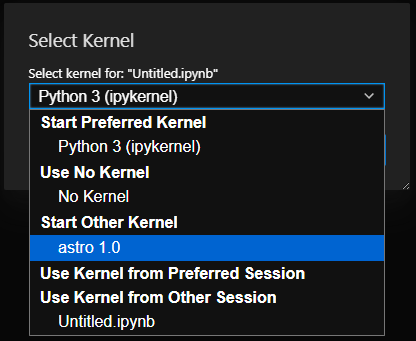 Select Kernel
Select kernel for: "Untitled.ipynb"
Python 3 (ipykernel)
Start Preferred Kernel
Python 3 (ipykernel)
Use No Kernel
No Kernel
Start Other Kernel
astro 1.0
Use Kernel from Preferred Session
Use Kernel from Other Session
Untitled.ipynb